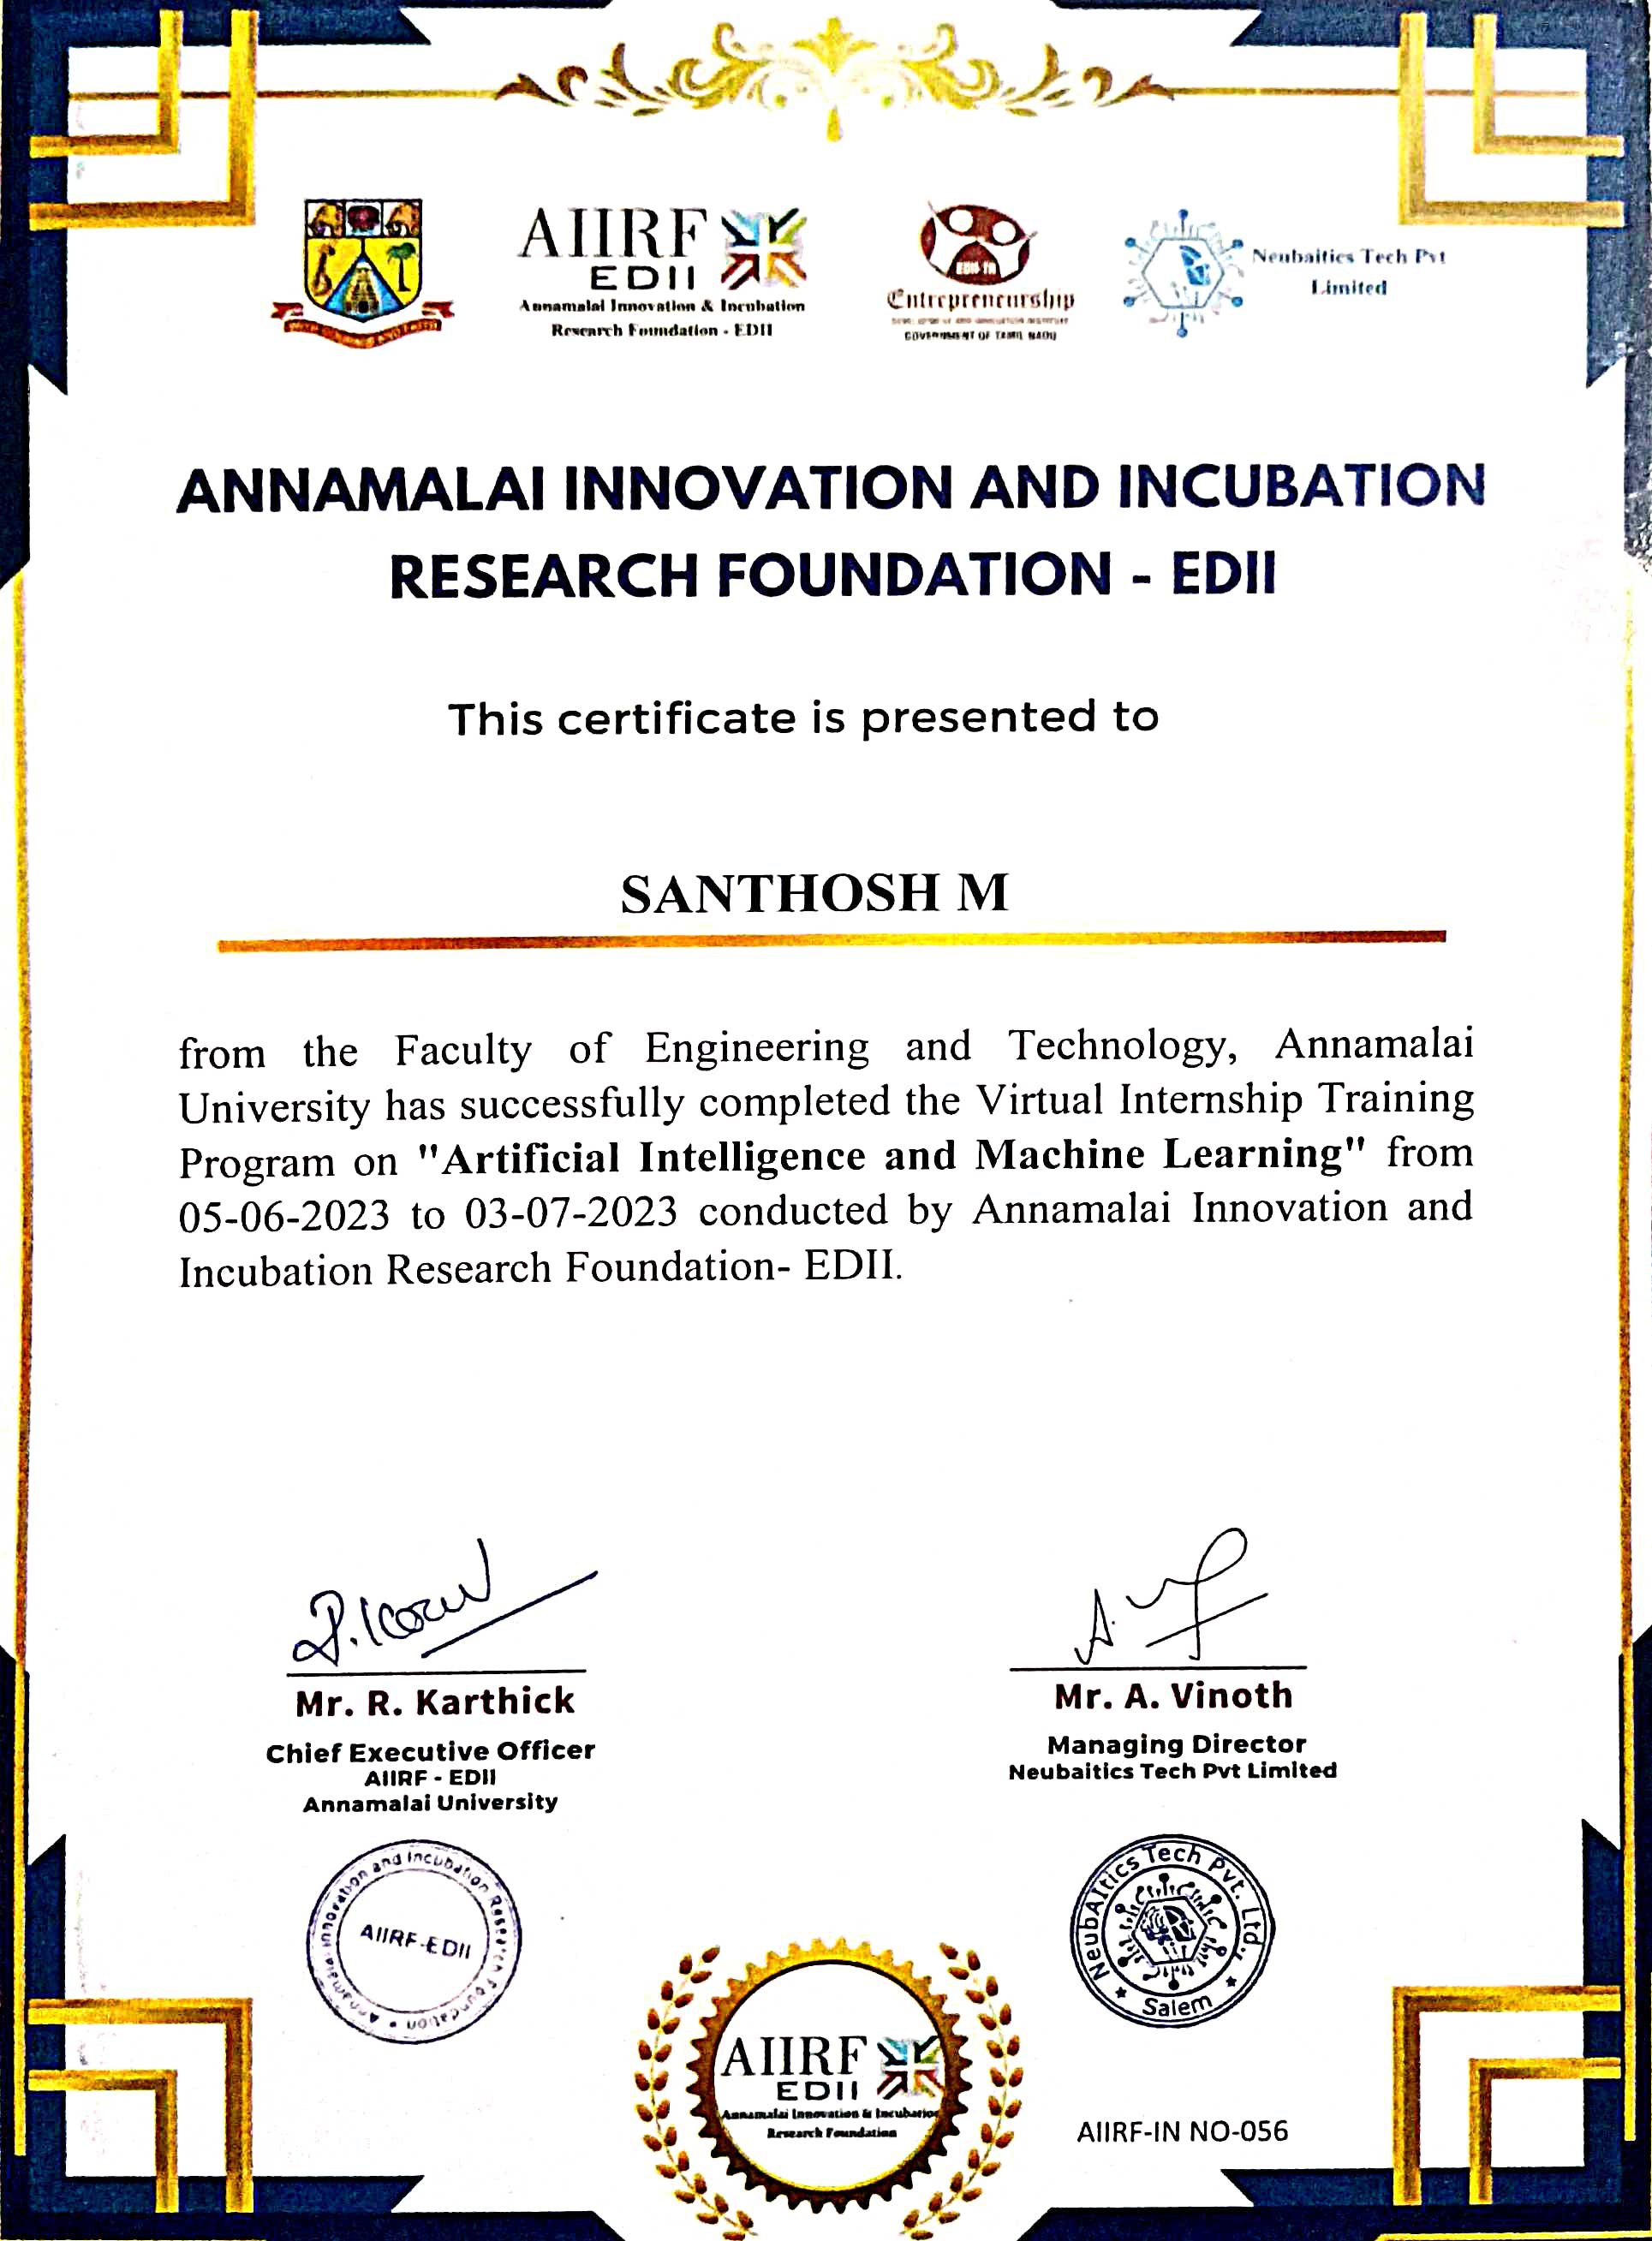 AIIRF
EDII
Annamalai Innovation & Incubation
Research Foundation - EDII
EDII-TN
Entrepreneurship
GOVERNMENT OF TAMIL NADU
Neubaitics Tech Pvt
Limited
ANNAMALAI INNOVATION AND INCUBATION
RESEARCH FOUNDATION - EDII
This certificate is presented to
SANTHOSH M
from the Faculty of Engineering and Technology, Annamalai
University has successfully completed the Virtual Internship Training
Program on "Artificial Intelligence and Machine Learning" from
05-06-2023 to 03-07-2023 conducted by Annamalai Innovation and
Incubation Research Foundation- EDII.
Mr. R. Karthick
Chief Executive Officer
AIIRF - EDII
Annamalai University
Mr. A. Vinoth
Managing Director
Neubaitics Tech Pvt Limited
Annamalai Innovation and Incubation Research Foundation
AIIRF-EDII
NeubAItics Tech Pvt. Ltd.,
Salem
AIIRF
EDII
Annamalai Innovation & Incubation
Research Foundation
AIIRF-IN NO-056